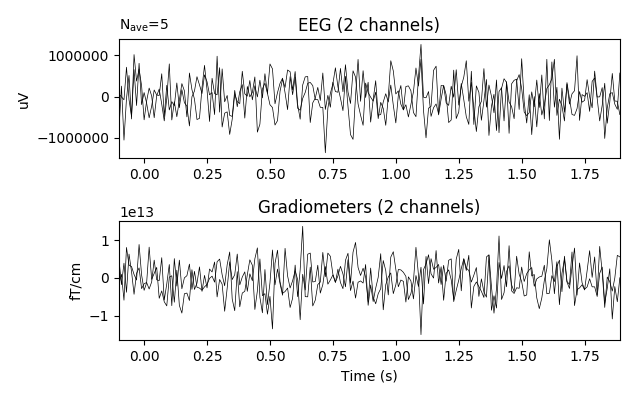 N_ave=5
EEG (2 channels)
1000000
0
−1000000
uV
0.00 0.25 0.50 0.75 1.00 1.25 1.50 1.75
1e13
Gradiometers (2 channels)
1
0
−1
fT/cm
0.00 0.25 0.50 0.75 1.00 1.25 1.50 1.75
Time (s)